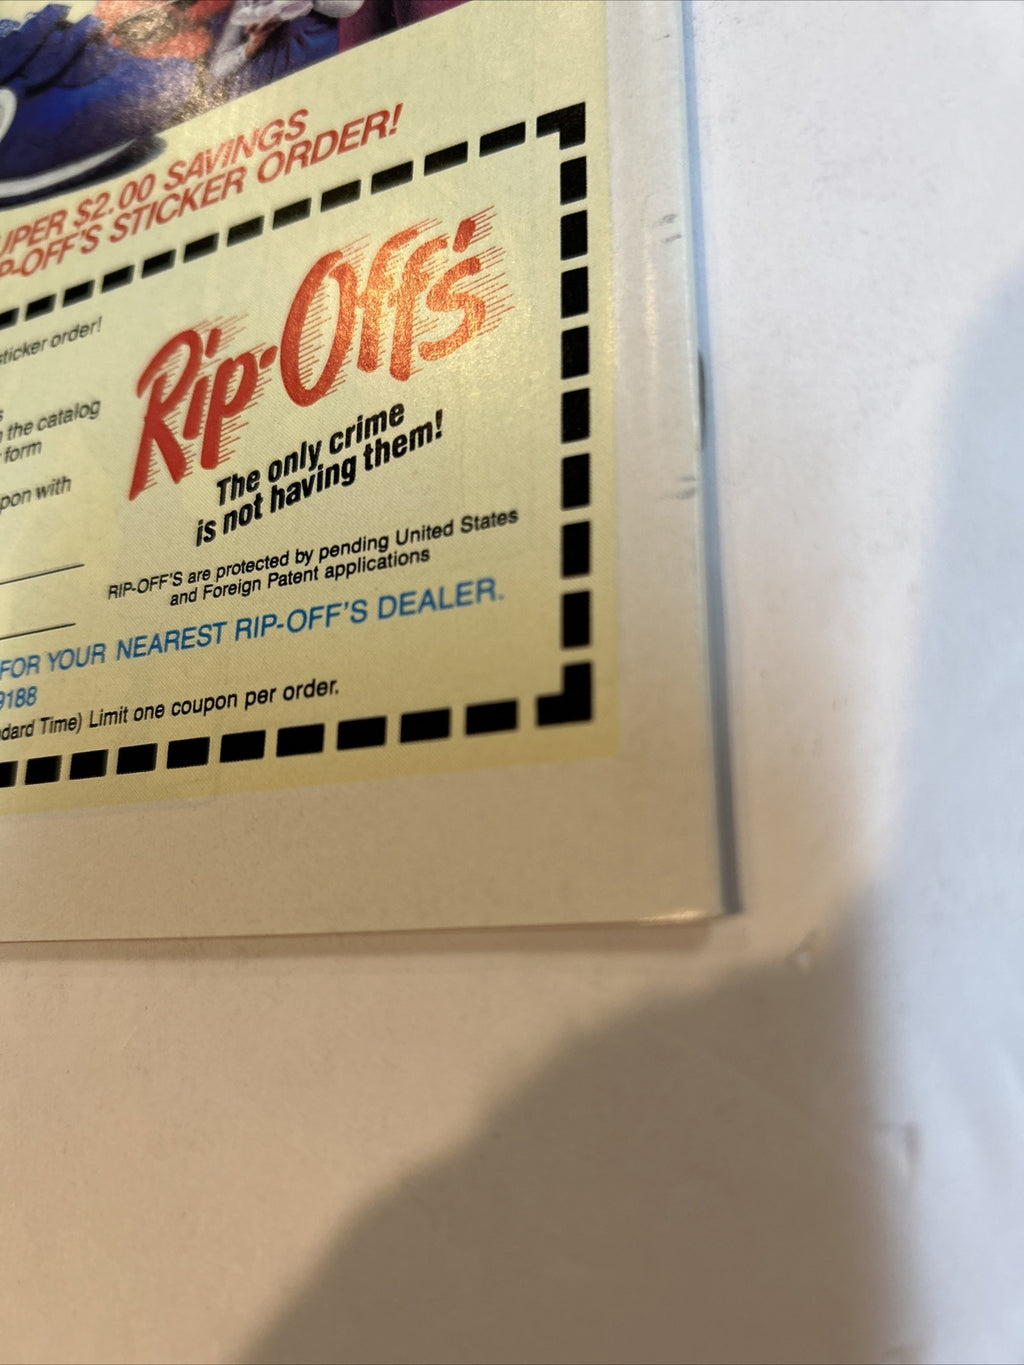 UPER $2.00 SAVINGS
P-OFF'S STICKER ORDER!
sticker order!
Rip-Off's
the catalog
form
The only crime
is not having them!
pon with
RIP-OFF'S are protected by pending United States
and Foreign Patent applications
FOR YOUR NEAREST RIP-OFF'S DEALER.
9188
dard Time) Limit one coupon per order.